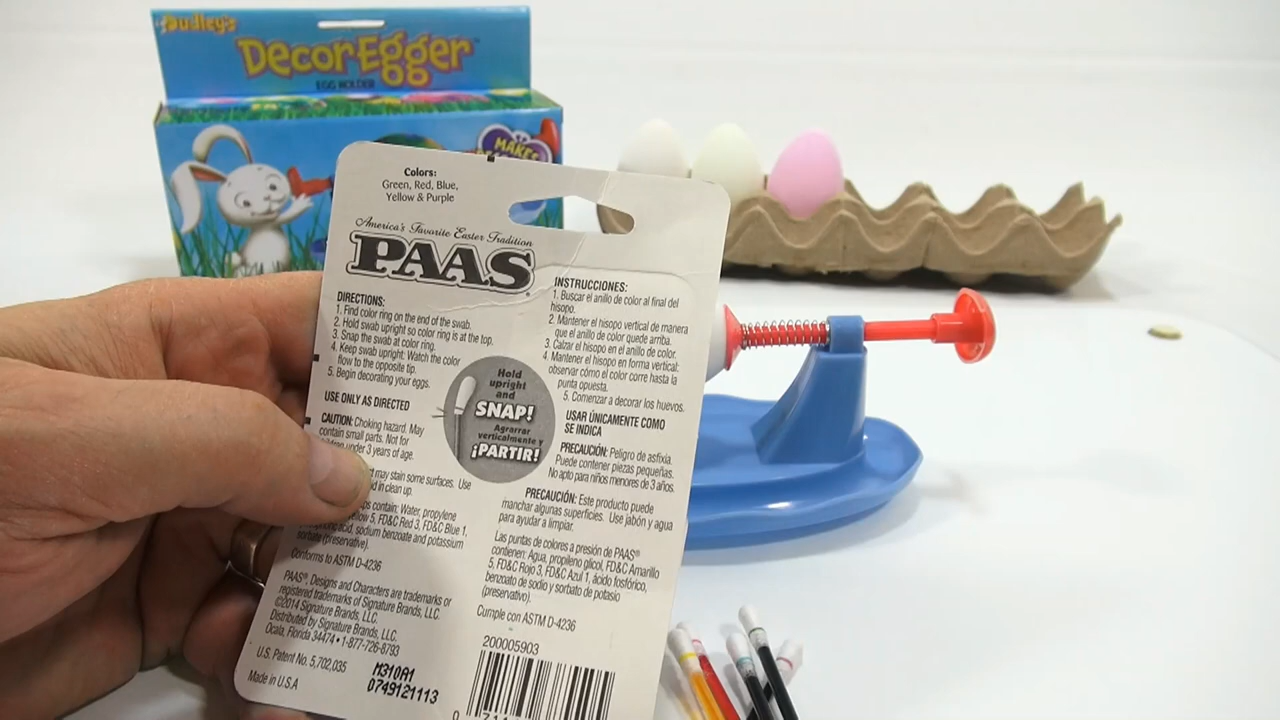 Dudley's
DecorEgger™
EGG HOLDER
MAKES
Colors:
Green, Red, Blue,
Yellow & Purple
America's Favorite Easter Tradition
PAAS®
DIRECTIONS:
1. Find color ring on the end of the swab.
2. Hold swab upright so color ring is at the top.
3. Snap the swab at color ring.
4. Keep swab upright: Watch the color
flow to the opposite tip.
5. Begin decorating your eggs.
USE ONLY AS DIRECTED
CAUTION: Choking hazard. May
contain small parts. Not for
under 3 years of age.
may stain some surfaces. Use
in clean up.
contain: Water, propylene
5, FD&C Red 3, FD&C Blue 1,
acid, sodium benzoate and potassium
sorbate (preservative).
Conforms to ASTM D-4236
PAAS®, Designs and Characters are trademarks or
registered trademarks of Signature Brands, LLC.
©2014 Signature Brands, LLC.
Distributed by Signature Brands, LLC.
Ocala, Florida 34474 • 1-877-726-8793
U.S. Patent No. 5,702,035
Made in U.S.A
M310A1
0749121113
Hold
upright
and
SNAP!
Agrarrar
verticalmente y
¡PARTIR!
INSTRUCCIONES:
1. Buscar el anillo de color al final del
hisopo.
2. Mantener el hisopo vertical de manera
que el anillo de color quede arriba.
3. Calzar el hisopo en el anillo de color.
4. Mantener el hisopo en forma vertical:
observar cómo el color corre hasta la
punta opuesta.
5. Comenzar a decorar los huevos.
USAR ÚNICAMENTE COMO
SE INDICA
PRECAUCIÓN: Peligro de asfixia.
Puede contener piezas pequeñas.
No apto para niños menores de 3 años.
PRECAUCIÓN: Este producto puede
manchar algunas superficies. Use jabón y agua
para ayudar a limpiar.
Las puntas de colores a presión de PAAS®
contienen: Agua, propileno glicol, FD&C Amarillo
5, FD&C Rojo 3, FD&C Azul 1, ácido fosfórico,
benzoato de sodio y sorbato de potasio
(preservative).
Cumple con ASTM D-4236
200005903
0